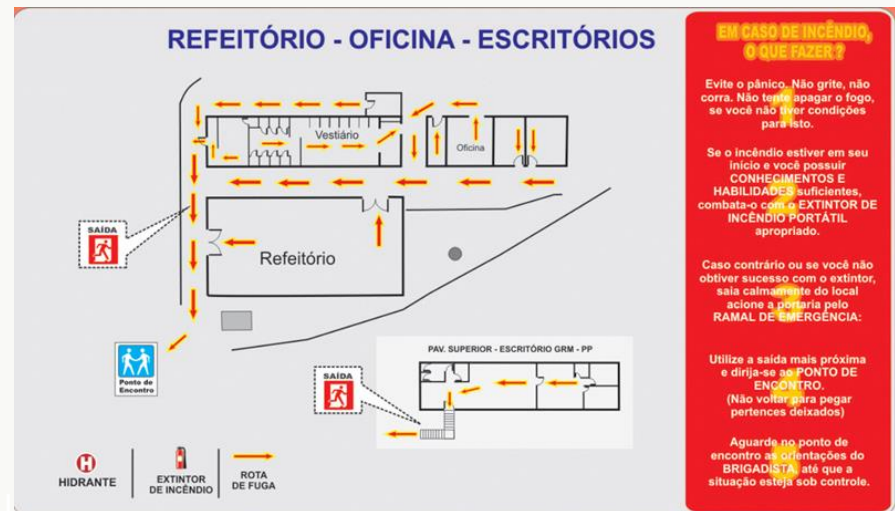 REFEITÓRIO - OFICINA - ESCRITÓRIOS
Vestiário
Oficina
SAÍDA
Refeitório
Ponto de
Encontro
PAV. SUPERIOR - ESCRITÓRIO GRM - PP
SAÍDA
H
HIDRANTE
EXTINTOR
DE INCÊNDIO
ROTA
DE FUGA
EM CASO DE INCÊNDIO,
O QUE FAZER ?
1
Evite o pânico. Não grite, não
corra. Não tente apagar o fogo,
se você não tiver condições
para isto.
2
Se o incêndio estiver em seu
início e você possuir
CONHECIMENTOS E
HABILIDADES suficientes,
combata-o com o EXTINTOR DE
INCÊNDIO PORTÁTIL
apropriado.
3
Caso contrário ou se você não
obtiver sucesso com o extintor,
saia calmamente do local
acione a portaria pelo
RAMAL DE EMERGÊNCIA:
4
Utilize a saída mais próxima
e dirija-se ao PONTO DE
ENCONTRO.
(Não voltar para pegar
pertences deixados)
5
Aguarde no ponto de
encontro as orientações do
BRIGADISTA, até que a
situação esteja sob controle.